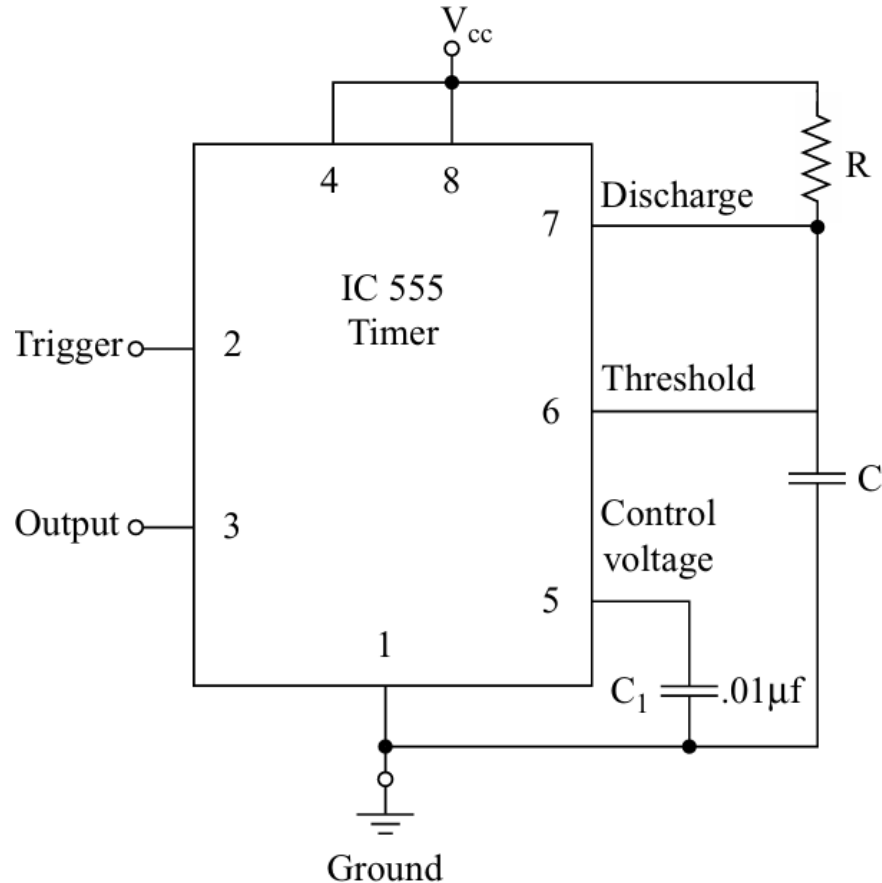 Vcc
4
8
R
Discharge
7
IC 555
Timer
Trigger
2
Threshold
6
C
Control
voltage
Output
3
5
1
C1
.01μf
Ground